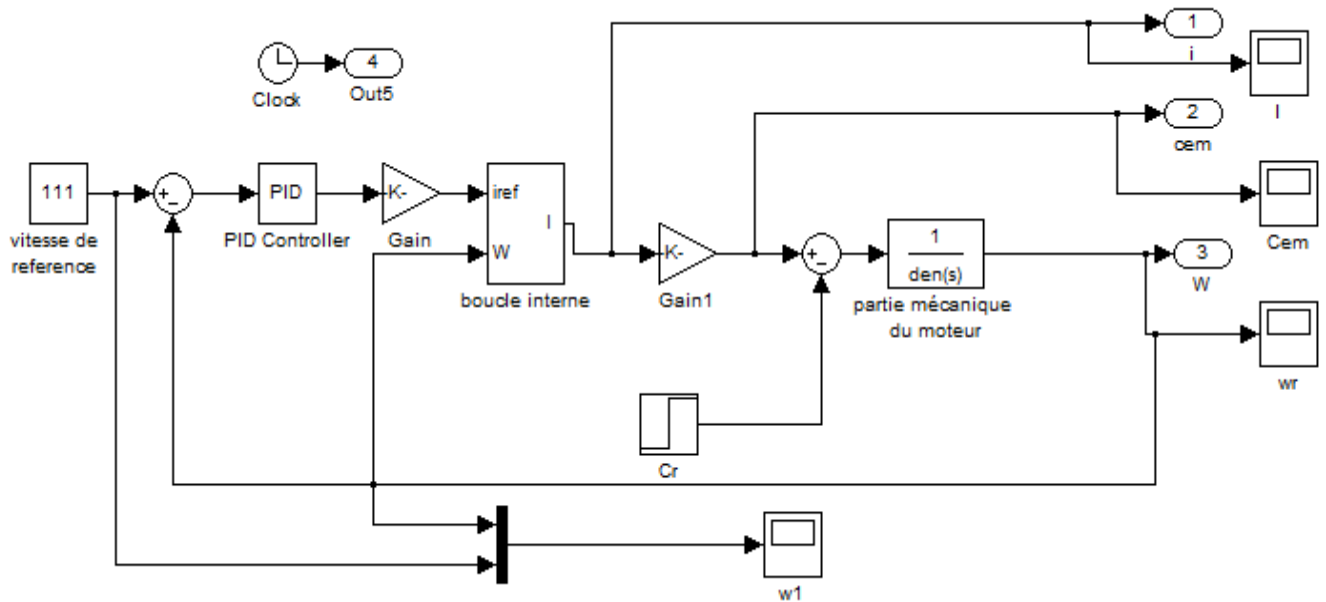 1
i
I
4
Clock
Out5
2
cem
Cem
111
+
-
PID
K-
iref
I
W
vitesse de
reference
PID Controller
Gain
boucle interne
K-
Gain1
+
-
1
den(s)
partie mécanique
du moteur
3
W
wr
Cr
w1